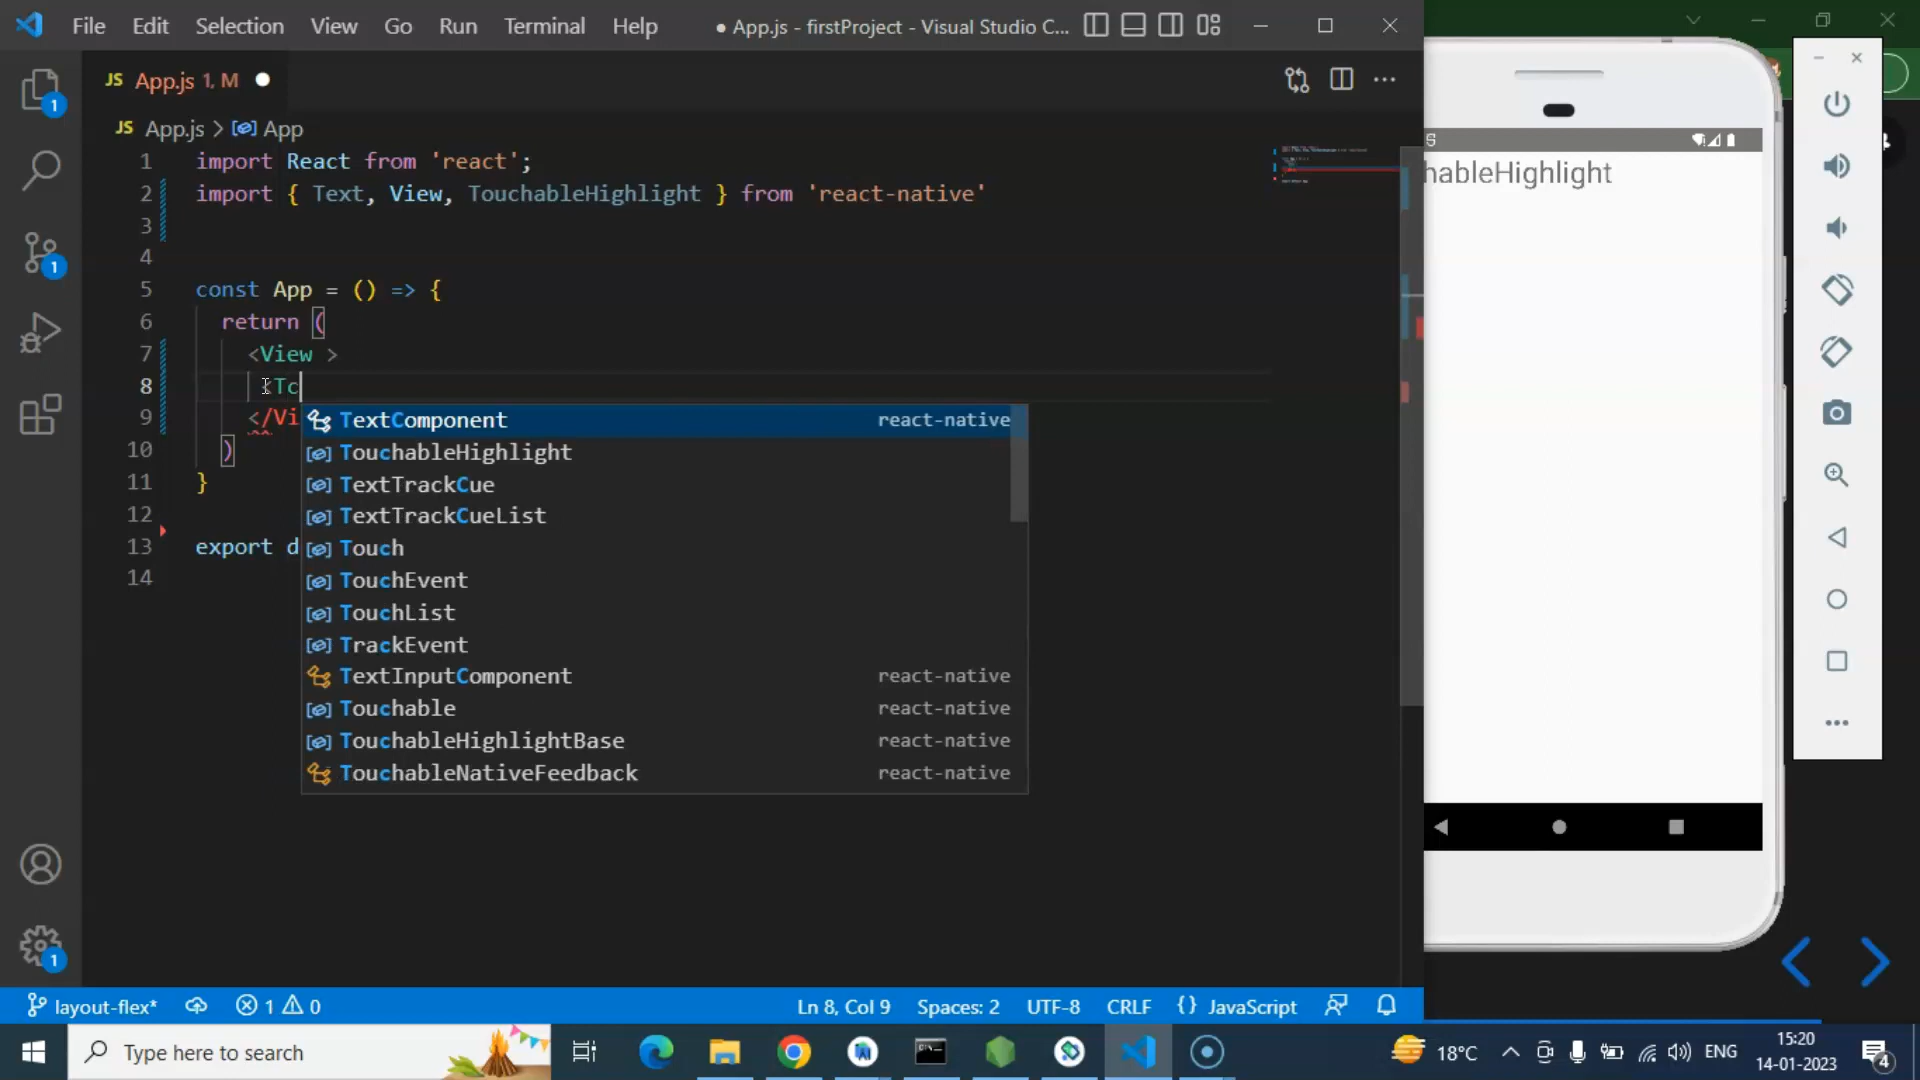 File Edit Selection View Go Run Terminal Help
● App.js - firstProject - Visual Studio C...
JS App.js 1, M
JS App.js > App
1 import React from 'react';
2 import { Text, View, TouchableHighlight } from 'react-native'
3
4
5 const App = () => {
6 return (
7 <View >
8 <Tc
9 </Vi
10 )
11 }
12
13 export d
14
TextComponent react-native
TouchableHighlight
TextTrackCue
TextTrackCueList
Touch
TouchEvent
TouchList
TrackEvent
TextInputComponent react-native
Touchable react-native
TouchableHighlightBase react-native
TouchableNativeFeedback react-native
1
1
1
hableHighlight
layout-flex* 1 0
Ln 8, Col 9 Spaces: 2 UTF-8 CRLF {} JavaScript
Type here to search
18°C ENG
15:20
14-01-2023
4